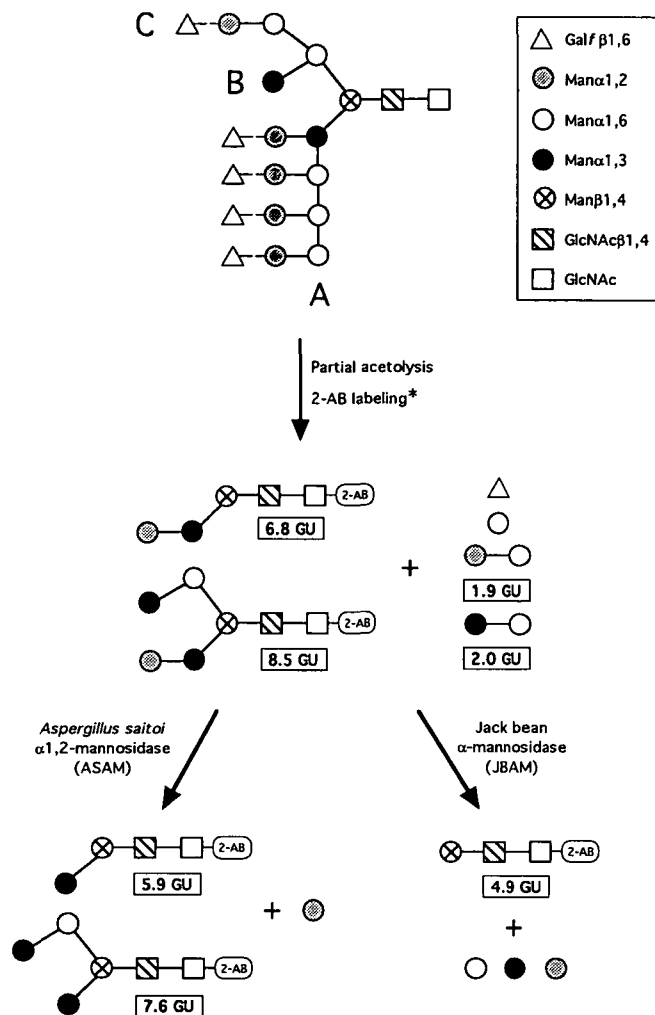 C
B
A
Galf β1,6
Manα1,2
Manα1,6
Manα1,3
Manβ1,4
GlcNAcβ1,4
GlcNAc
Partial acetolysis
2-AB labeling*
2-AB
6.8 GU
2-AB
8.5 GU
+
1.9 GU
2.0 GU
Aspergillus saitoi
α1,2-mannosidase
(ASAM)
Jack bean
α-mannosidase
(JBAM)
2-AB
5.9 GU
+
2-AB
7.6 GU
2-AB
4.9 GU
+